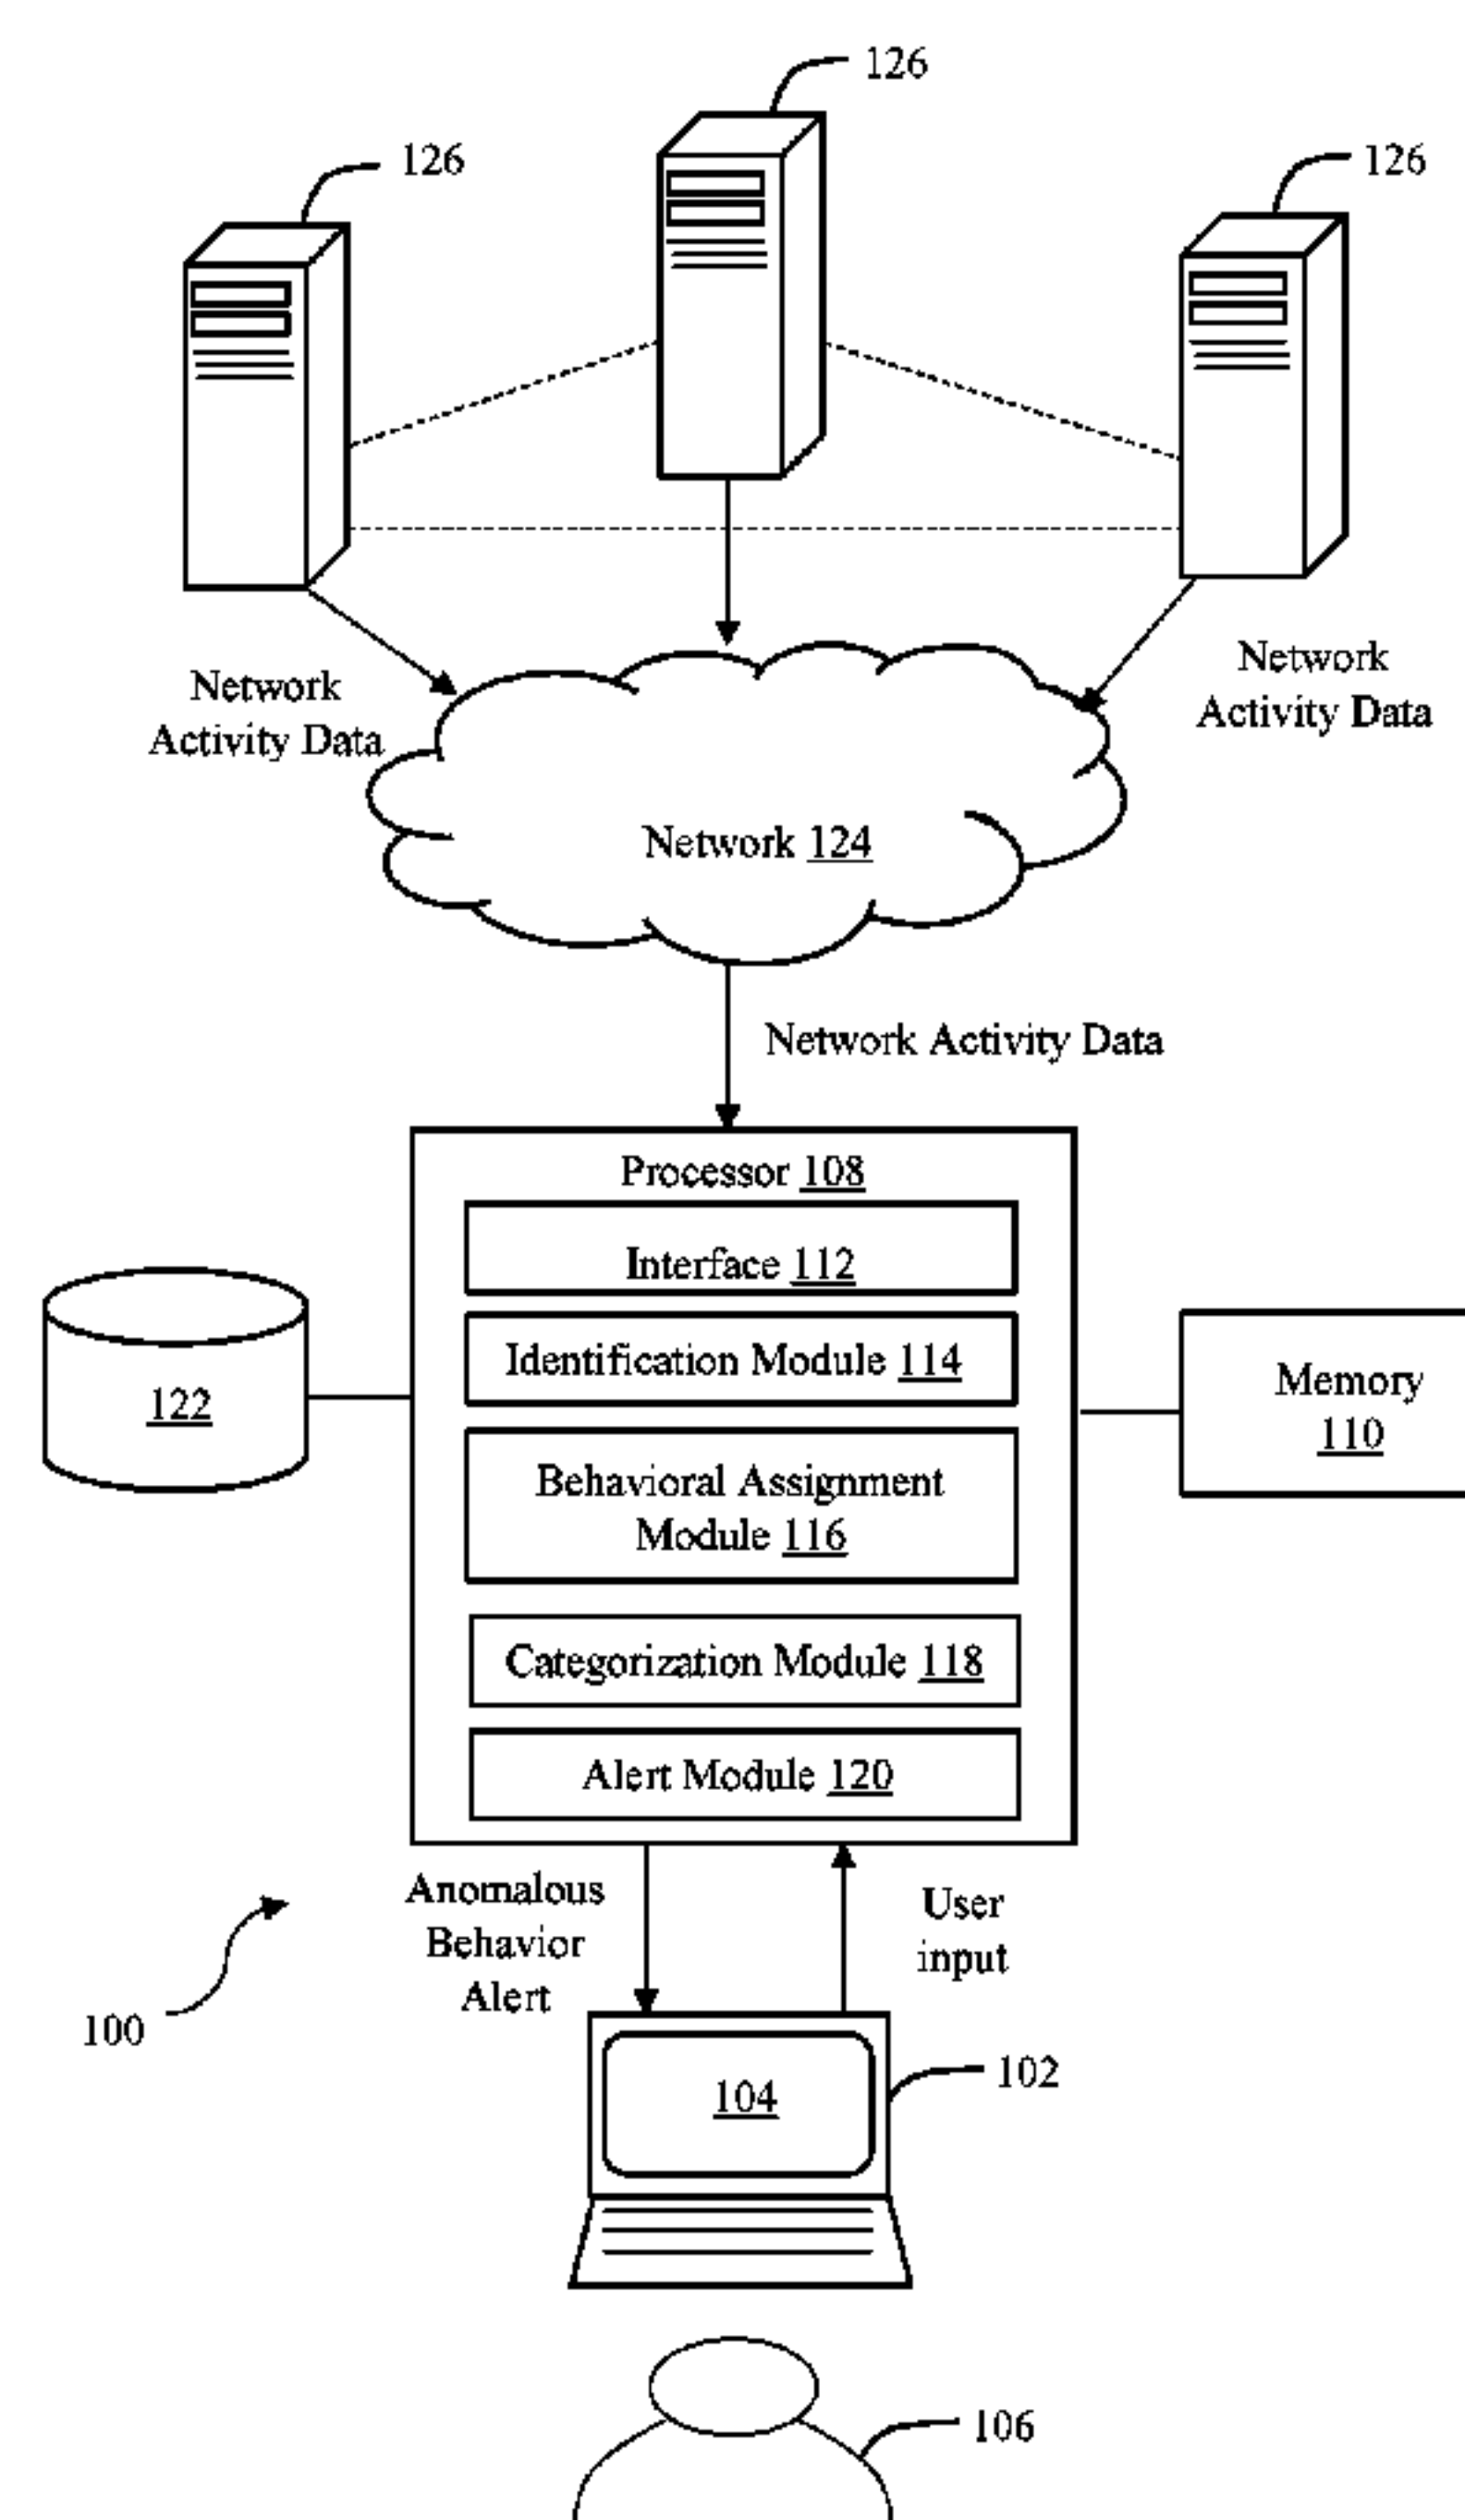 126
126
126
Network
Activity Data
Network
Activity Data
Network 124
Network Activity Data
Processor 108
Interface 112
Identification Module 114
Behavioral Assignment
Module 116
Categorization Module 118
Alert Module 120
122
Memory
110
Anomalous
Behavior
Alert
User
input
100
104
102
106